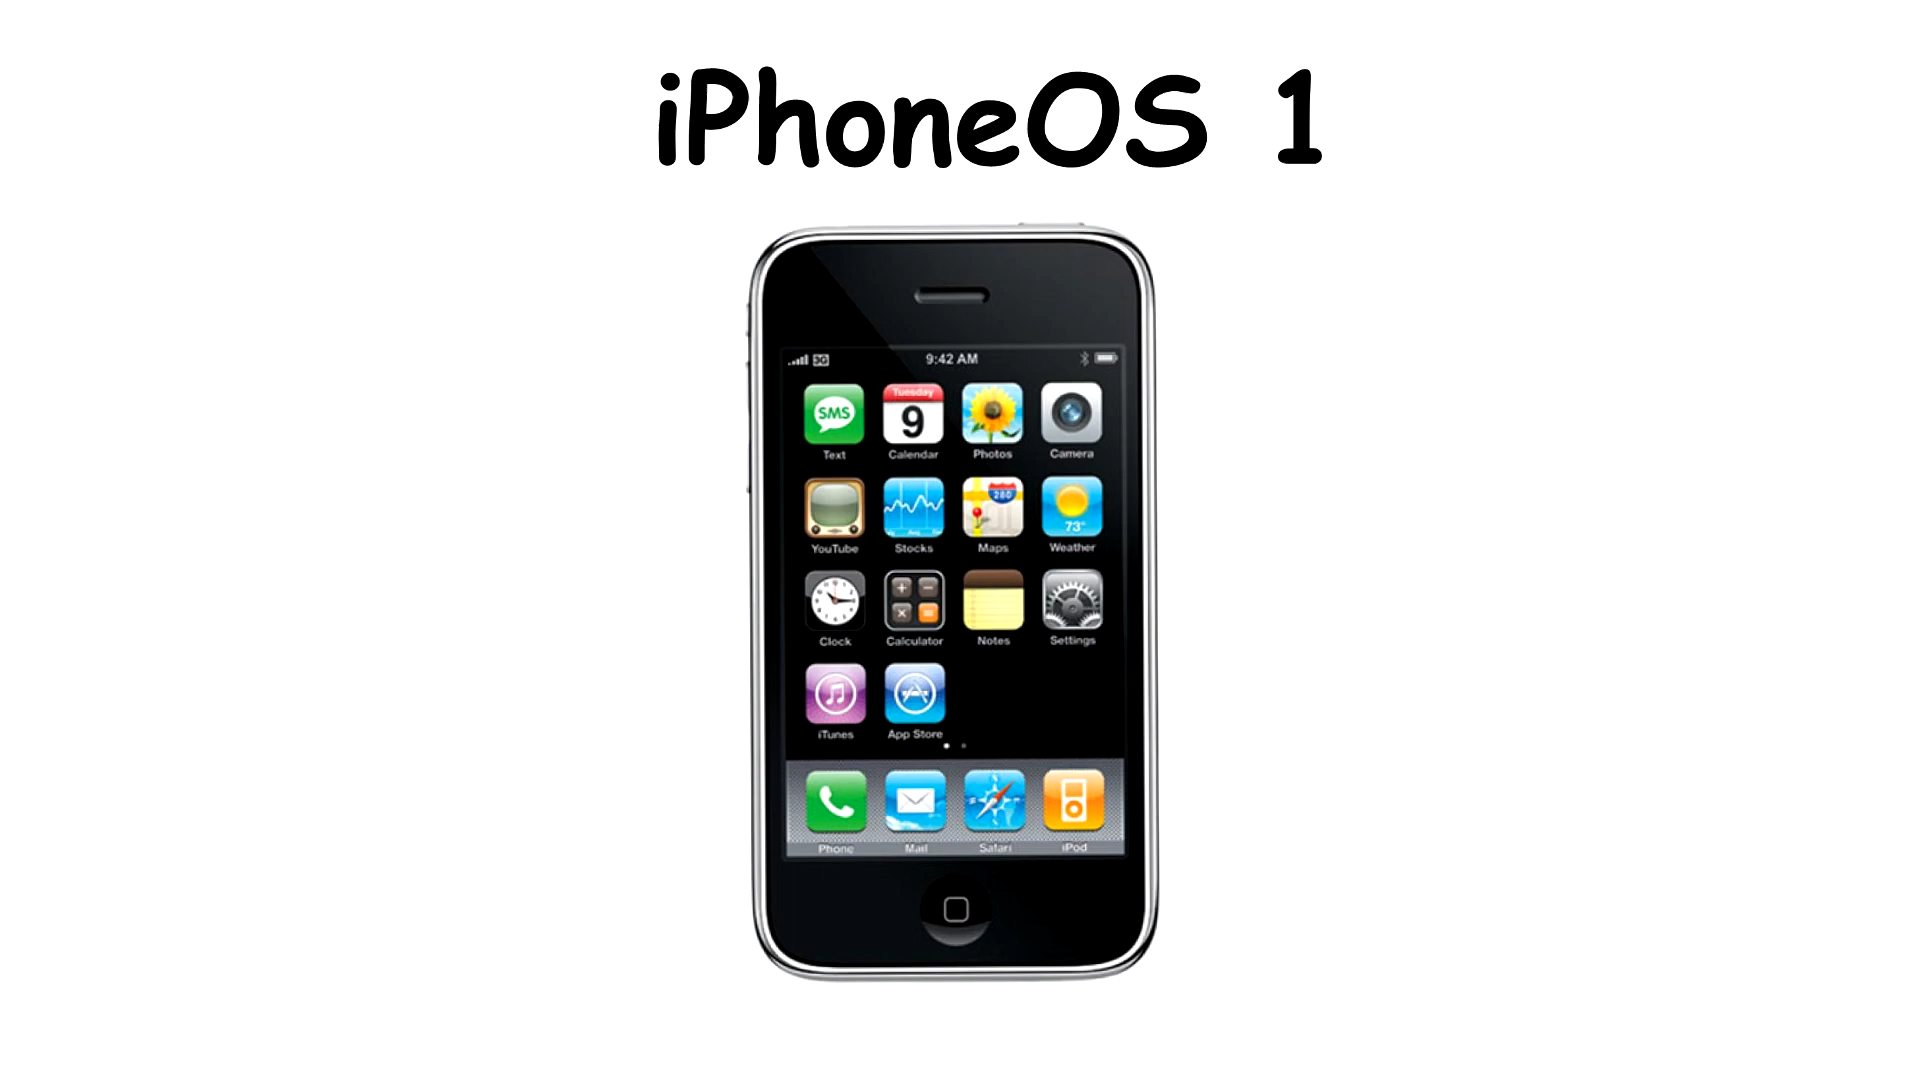 iPhoneOS 1
3G 9:42 AM
SMS Tuesday 9
Text Calendar Photos Camera
280 73°
YouTube Stocks Maps Weather
Clock Calculator Notes Settings
iTunes App Store
Phone Mail Safari iPod